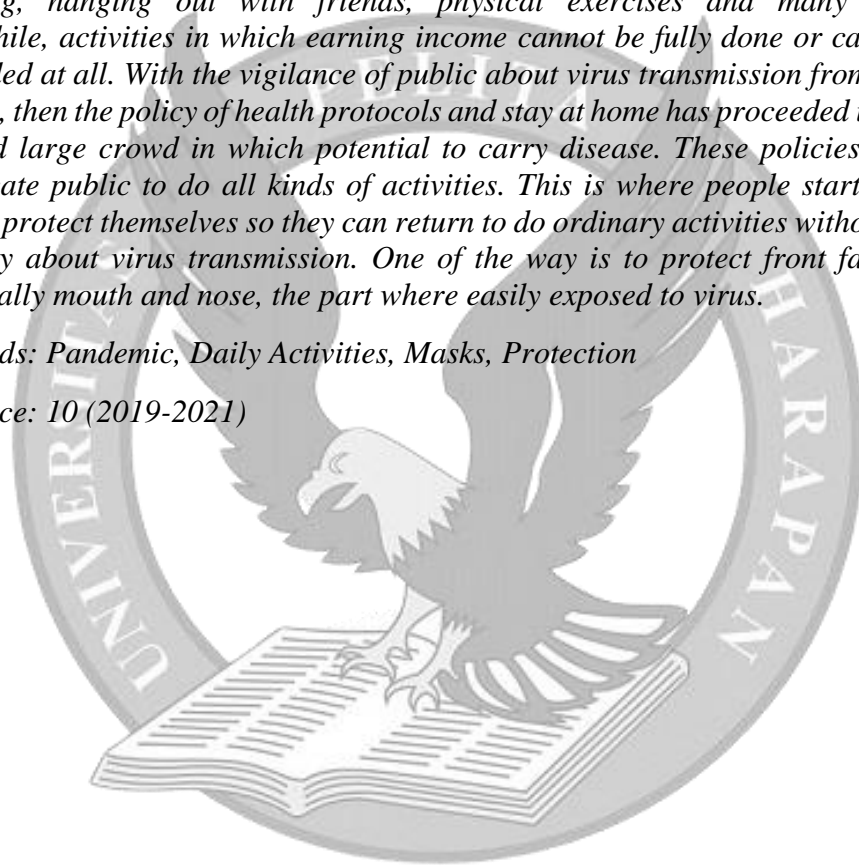 ng, hanging out with friends, physical exercises and many
hile, activities in which earning income cannot be fully done or ca
led at all. With the vigilance of public about virus transmission from
, then the policy of health protocols and stay at home has proceeded
d large crowd in which potential to carry disease. These policies
ate public to do all kinds of activities. This is where people start
protect themselves so they can return to do ordinary activities witho
y about virus transmission. One of the way is to protect front fa
ally mouth and nose, the part where easily exposed to virus.
ds: Pandemic, Daily Activities, Masks, Protection
ce: 10 (2019-2021)
UNIVERSITAS PELITA HARAPAN